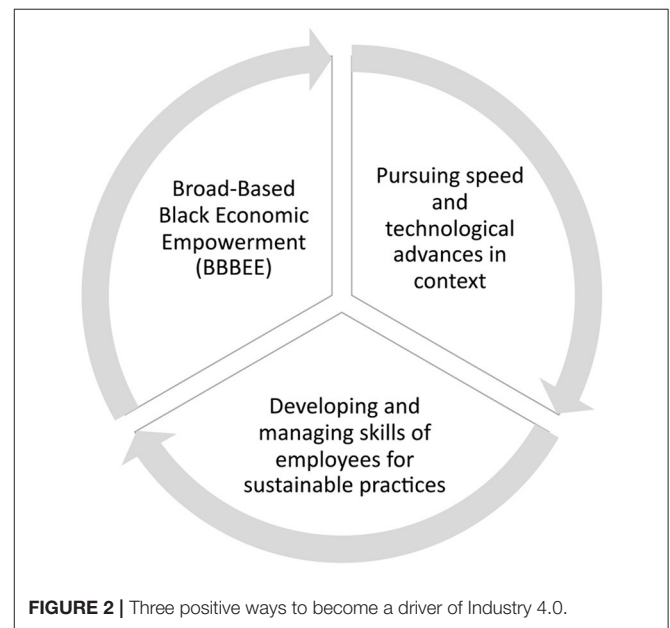 Broad-Based
Black Economic
Empowerment
(BBBEE)
Pursuing speed
and
technological
advances in
context
Developing and
managing skills of
employees for
sustainable practices
FIGURE 2 | Three positive ways to become a driver of Industry 4.0.